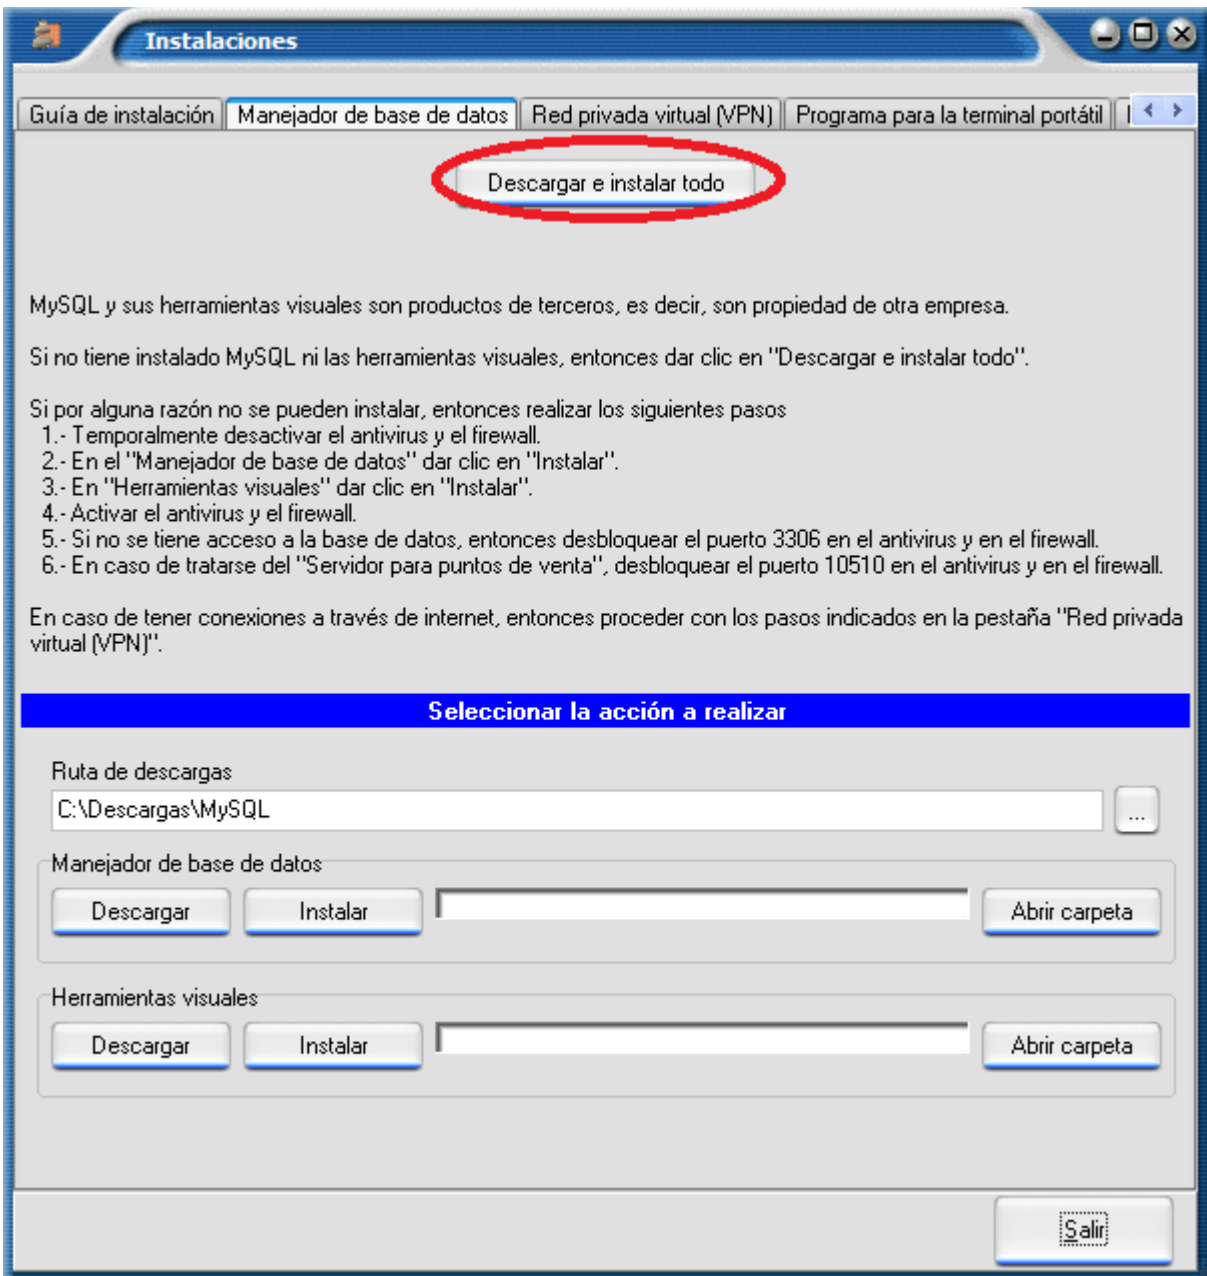 Instalaciones
Guía de instalación
Manejador de base de datos
Red privada virtual (VPN)
Programa para la terminal portátil
Descargar e instalar todo
MySQL y sus herramientas visuales son productos de terceros, es decir, son propiedad de otra empresa.
Si no tiene instalado MySQL ni las herramientas visuales, entonces dar clic en "Descargar e instalar todo".
Si por alguna razón no se pueden instalar, entonces realizar los siguientes pasos
1.- Temporalmente desactivar el antivirus y el firewall.
2.- En el "Manejador de base de datos" dar clic en "Instalar".
3.- En "Herramientas visuales" dar clic en "Instalar".
4.- Activar el antivirus y el firewall.
5.- Si no se tiene acceso a la base de datos, entonces desbloquear el puerto 3306 en el antivirus y en el firewall.
6.- En caso de tratarse del "Servidor para puntos de venta", desbloquear el puerto 10510 en el antivirus y en el firewall.
En caso de tener conexiones a través de internet, entonces proceder con los pasos indicados en la pestaña "Red privada
virtual (VPN)".
Seleccionar la acción a realizar
Ruta de descargas
C:\Descargas\MySQL
...
Manejador de base de datos
Descargar
Instalar
Abrir carpeta
Herramientas visuales
Descargar
Instalar
Abrir carpeta
Salir